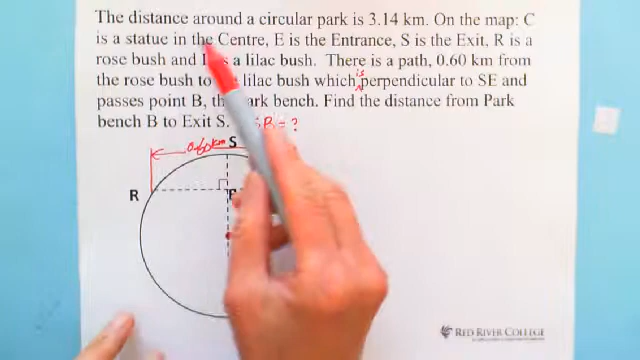 The distance around a circular park is 3.14 km. On the map: C
is a statue in the Centre, E is the Entrance, S is the Exit, R is a
rose bush and a lilac bush. There is a path, 0.60 km from
the rose bush to lilac bush which is perpendicular to SE and
passes point B, the park bench. Find the distance from Park
bench B to Exit S. B = ?
0.60 km S
R
RED RIVER COLLEGE